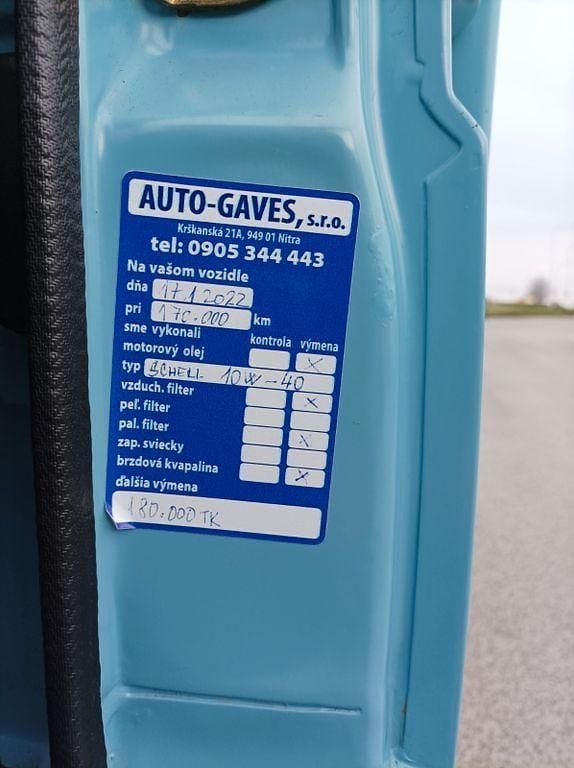 AUTO-GAVES, s.r.o.
Krškanská 21A, 949 01 Nitra
tel: 0905 344 443
Na vašom vozidle
dňa 17.1.2022
pri 170.000 km
sme vykonali kontrola výmena
motorový olej X
typ SCHELL 10W-40
vzduch. filter X
peľ. filter
pal. filter X
zap. sviecky
brzdová kvapalina X
ďalšia výmena
180.000 TK